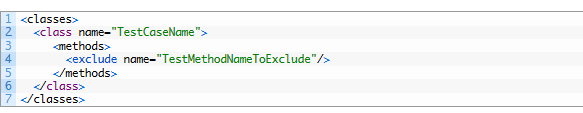 1 <classes>
2   <class name="TestCaseName">
3     <methods>
4       <exclude name="TestMethodNameToExclude"/>
5     </methods>
6   </class>
7 </classes>